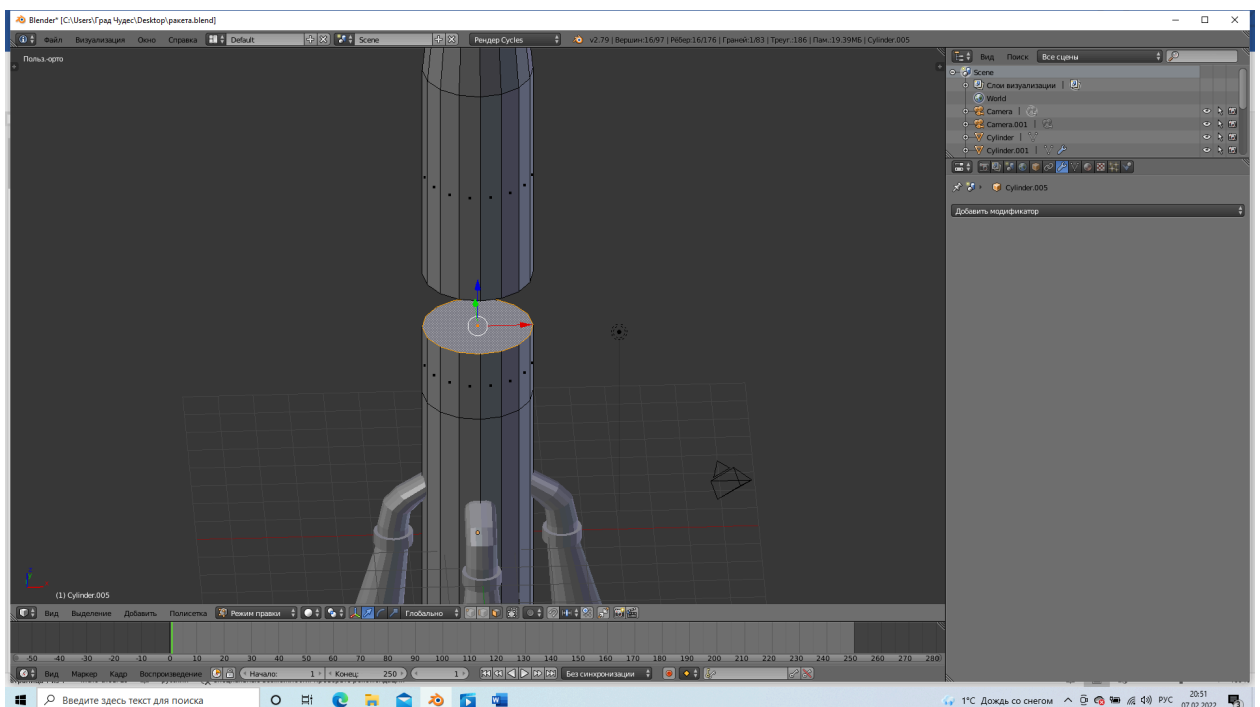 Blender* [C:\Users\Град Чудес\Desktop\ракета.blend]
Файл Визуализация Окно Справка Default Scene Рендер Cycles v2.79 | Вершин:16/97 | Рёбер:16/176 | Граней:1/83 | Треуг.:186 | Пам.:19.39МБ | Cylinder.005
Польз.-орто
Вид Поиск Все сцены
Scene
Слои визуализации
World
Camera
Camera.001
Cylinder
Cylinder.001
Cylinder.005
Добавить модификатор
(1) Cylinder.005
Вид Выделение Добавить Полисетка Режим правки Глобально
-50 -40 -30 -20 -10 0 10 20 30 40 50 60 70 80 90 100 110 120 130 140 150 160 170 180 190 200 210 220 230 240 250 260 270 280
Вид Маркер Кадр Воспроизведение Начало: 1 Конец: 250 1 Без синхронизации
Введите здесь текст для поиска
1°C Дождь со снегом РУС 20:51
07.02.2022